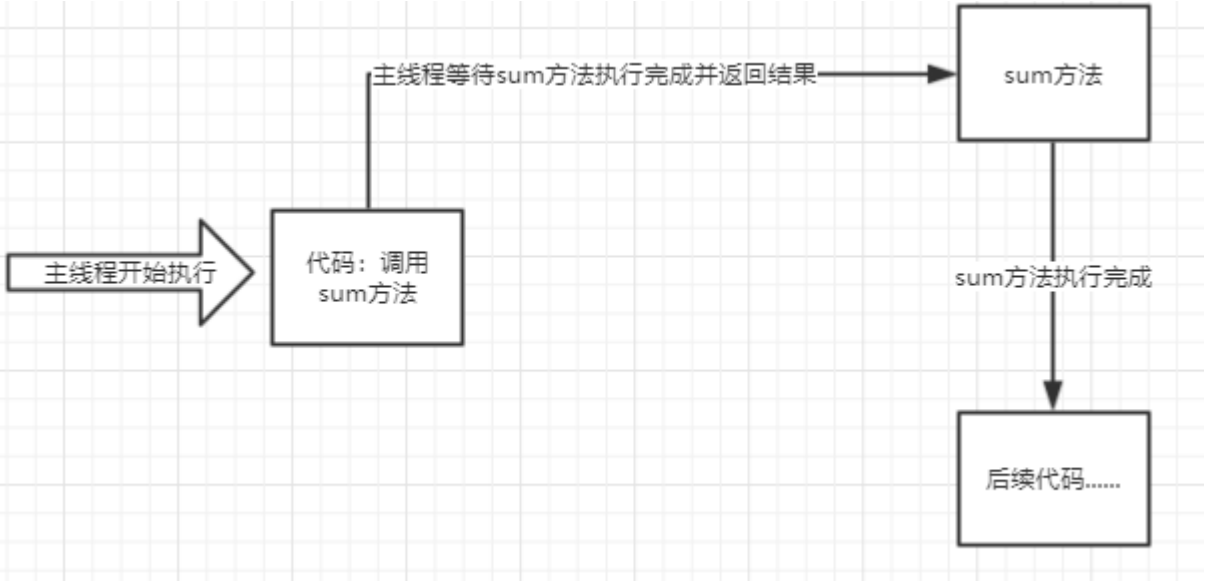 主线程等待sum方法执行完成并返回结果
sum方法
主线程开始执行
代码：调用
sum方法
sum方法执行完成
后续代码......